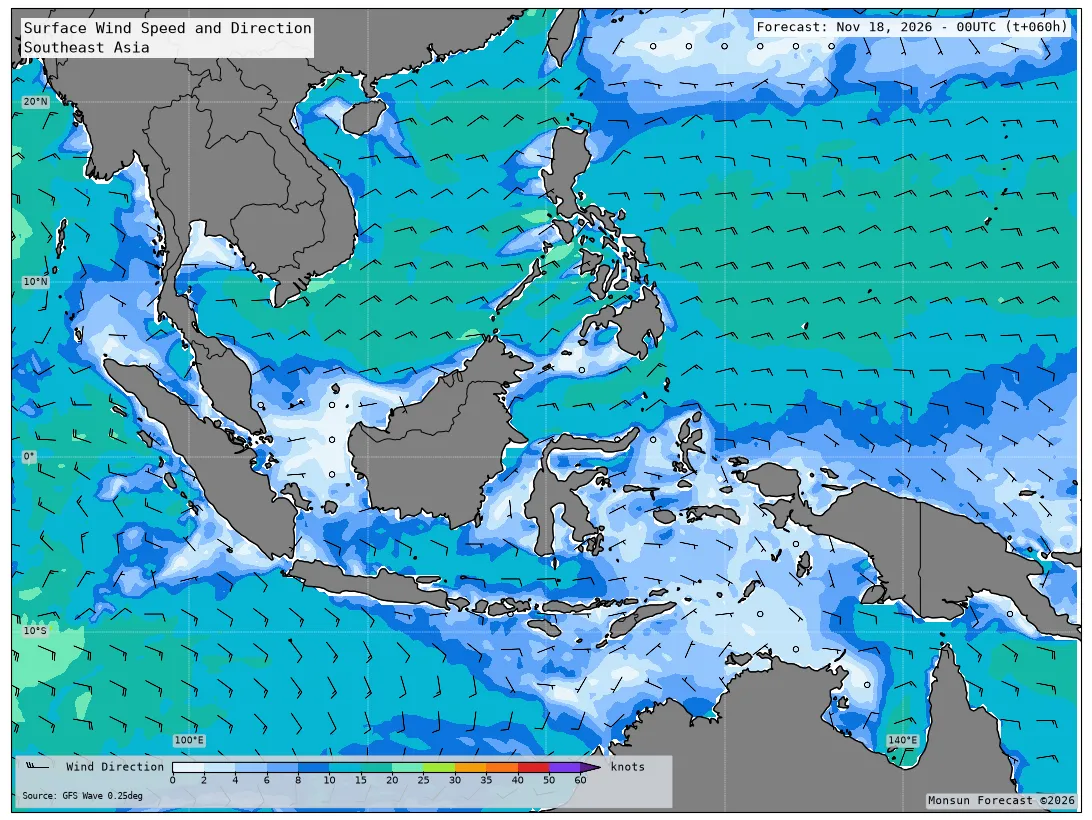 Surface Wind Speed and Direction
Southeast Asia
Forecast: Nov 18, 2026 - 00UTC (t+060h)
20°N
10°N
0°
10°S
100°E
140°E
Wind Direction
0 2 4 6 8 10 15 20 25 30 35 40 50 60
knots
Source: GFS Wave 0.25deg
Monsun Forecast ©2026